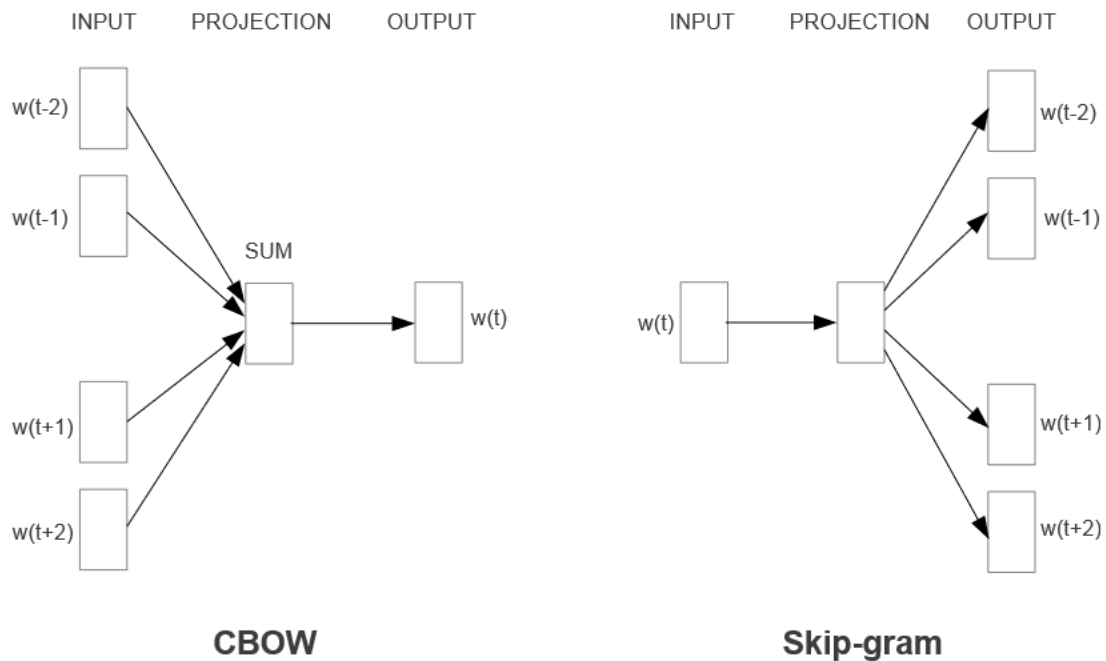 INPUT PROJECTION OUTPUT
w(t-2)
w(t-1)
SUM
w(t)
w(t+1)
w(t+2)
CBOW
INPUT PROJECTION OUTPUT
w(t-2)
w(t-1)
w(t)
w(t+1)
w(t+2)
Skip-gram